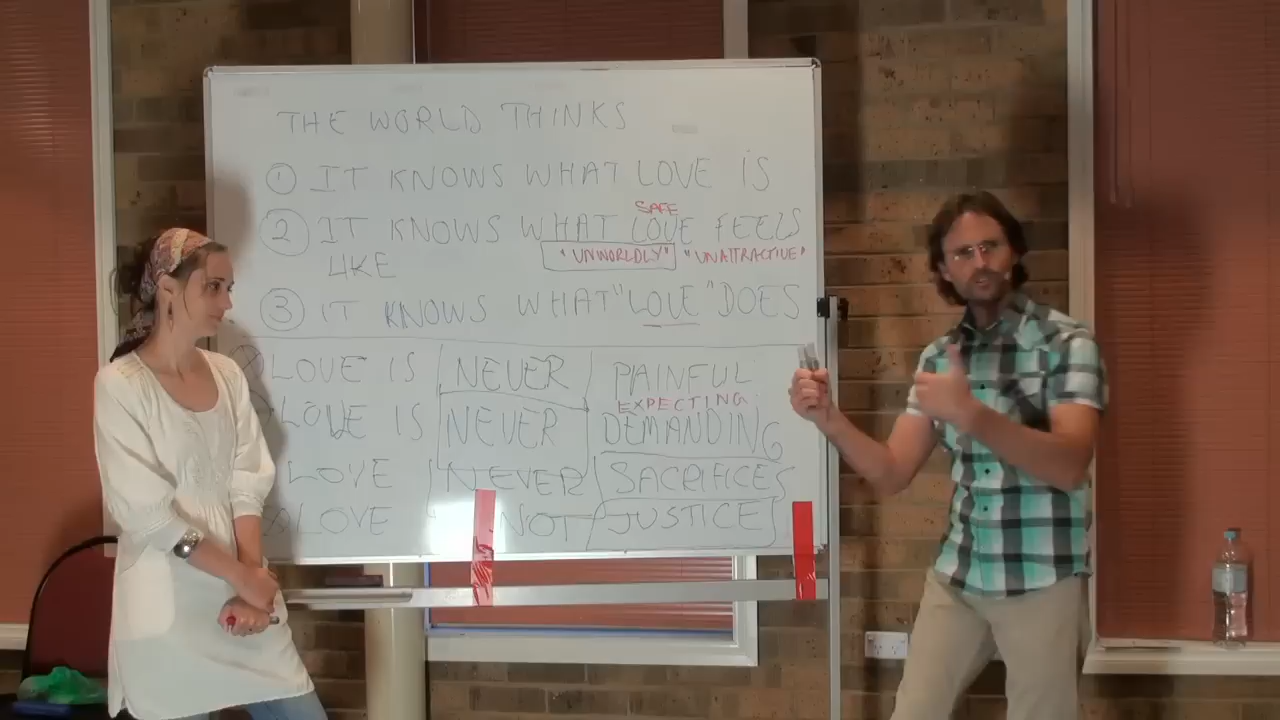 THE WORLD THINKS
① IT KNOWS WHAT LOVE IS
SAFE
② IT KNOWS WHAT LOVE FEELS
LIKE "UNWORLDLY" "UNATTRACTIVE"
③ IT KNOWS WHAT "LOVE" DOES
LOVE IS NEVER PAINFUL
EXPECTING
LOVE IS NEVER DEMANDING
LOVE NEVER SACRIFICES
LOVE NOT JUSTICE